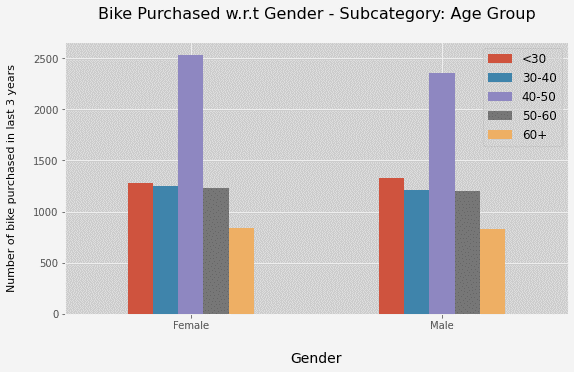 Bike Purchased w.r.t Gender - Subcategory: Age Group
Number of bike purchased in last 3 years
2500
2000
1500
1000
500
0
<30
30-40
40-50
50-60
60+
Female
Male
Gender